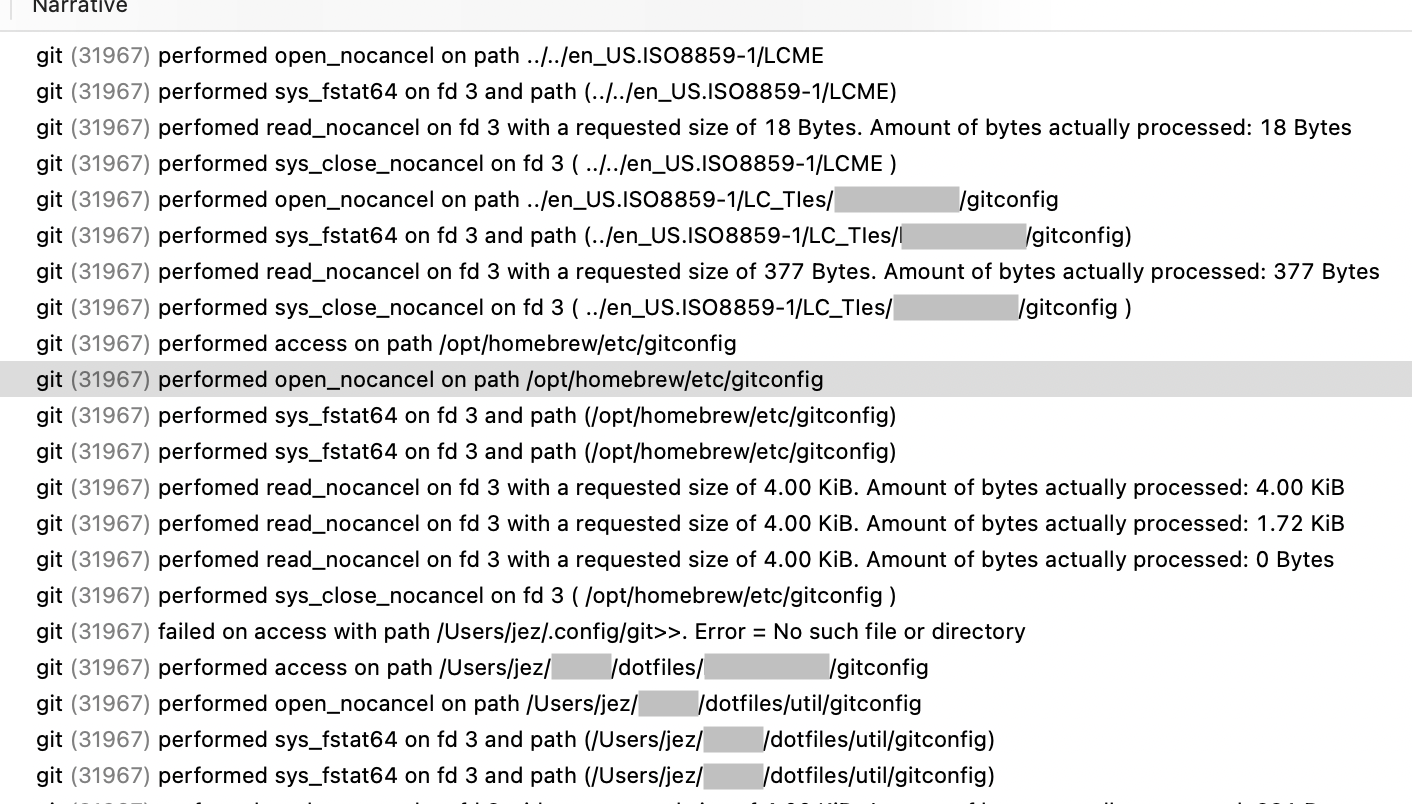 Narrative
git (31967) performed open_nocancel on path ../../en_US.ISO8859-1/LCME
git (31967) performed sys_fstat64 on fd 3 and path (../../en_US.ISO8859-1/LCME)
git (31967) perfomed read_nocancel on fd 3 with a requested size of 18 Bytes. Amount of bytes actually processed: 18 Bytes
git (31967) performed sys_close_nocancel on fd 3 ( ../../en_US.ISO8859-1/LCME )
git (31967) performed open_nocancel on path ../en_US.ISO8859-1/LC_TIes/ /gitconfig
git (31967) performed sys_fstat64 on fd 3 and path (../en_US.ISO8859-1/LC_TIes/ /gitconfig)
git (31967) perfomed read_nocancel on fd 3 with a requested size of 377 Bytes. Amount of bytes actually processed: 377 Bytes
git (31967) performed sys_close_nocancel on fd 3 ( ../en_US.ISO8859-1/LC_TIes/ /gitconfig )
git (31967) performed access on path /opt/homebrew/etc/gitconfig
git (31967) performed open_nocancel on path /opt/homebrew/etc/gitconfig
git (31967) performed sys_fstat64 on fd 3 and path (/opt/homebrew/etc/gitconfig)
git (31967) performed sys_fstat64 on fd 3 and path (/opt/homebrew/etc/gitconfig)
git (31967) perfomed read_nocancel on fd 3 with a requested size of 4.00 KiB. Amount of bytes actually processed: 4.00 KiB
git (31967) perfomed read_nocancel on fd 3 with a requested size of 4.00 KiB. Amount of bytes actually processed: 1.72 KiB
git (31967) perfomed read_nocancel on fd 3 with a requested size of 4.00 KiB. Amount of bytes actually processed: 0 Bytes
git (31967) performed sys_close_nocancel on fd 3 ( /opt/homebrew/etc/gitconfig )
git (31967) failed on access with path /Users/jez/.config/git>>. Error = No such file or directory
git (31967) performed access on path /Users/jez/ /dotfiles/ /gitconfig
git (31967) performed open_nocancel on path /Users/jez/ /dotfiles/util/gitconfig
git (31967) performed sys_fstat64 on fd 3 and path (/Users/jez/ /dotfiles/util/gitconfig)
git (31967) performed sys_fstat64 on fd 3 and path (/Users/jez/ /dotfiles/util/gitconfig)